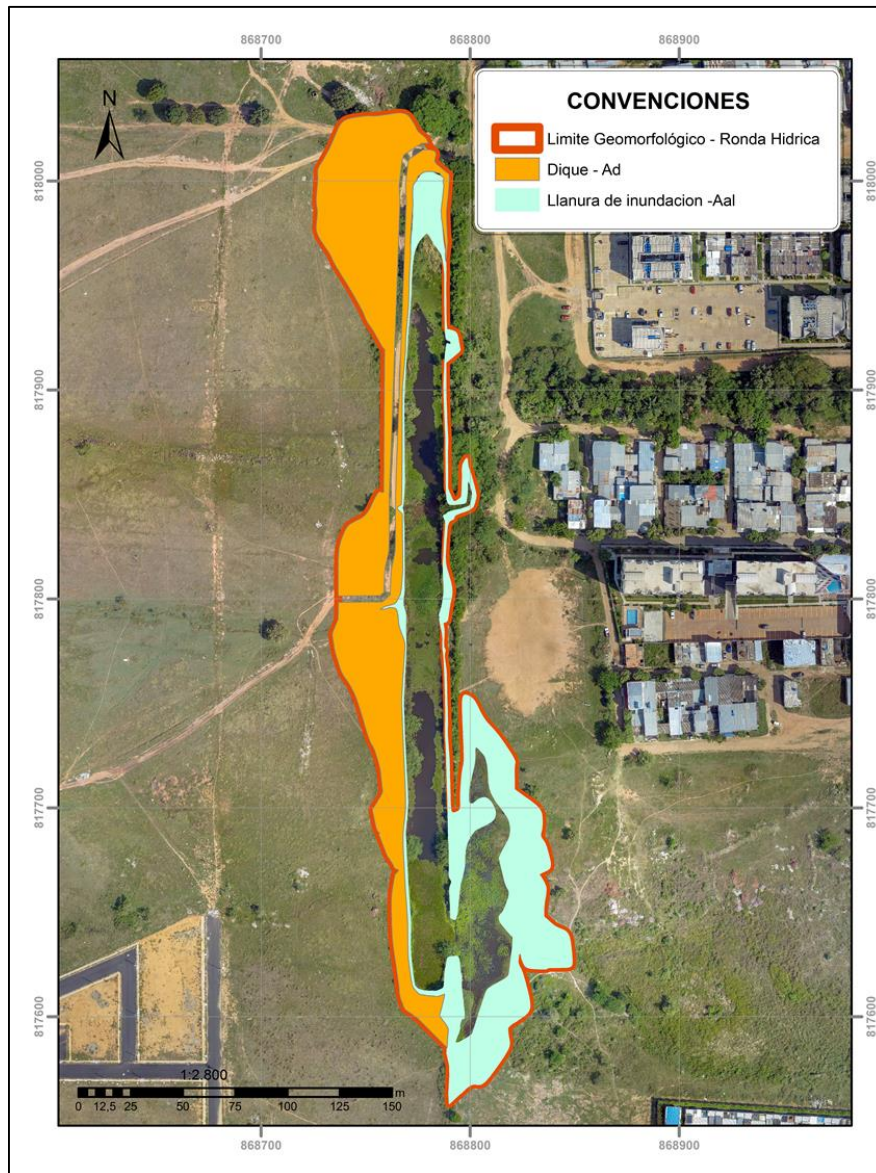 868700 868800 868900
N
CONVENCIONES
Limite Geomorfológico - Ronda Hidrica
Dique - Ad
Llanura de inundacion -Aal
818000 818000
817900 817900
817800 817800
817700 817700
817600 817600
1:2.800
m
0 12,5 25 50 75 100 125 150
868700 868800 868900